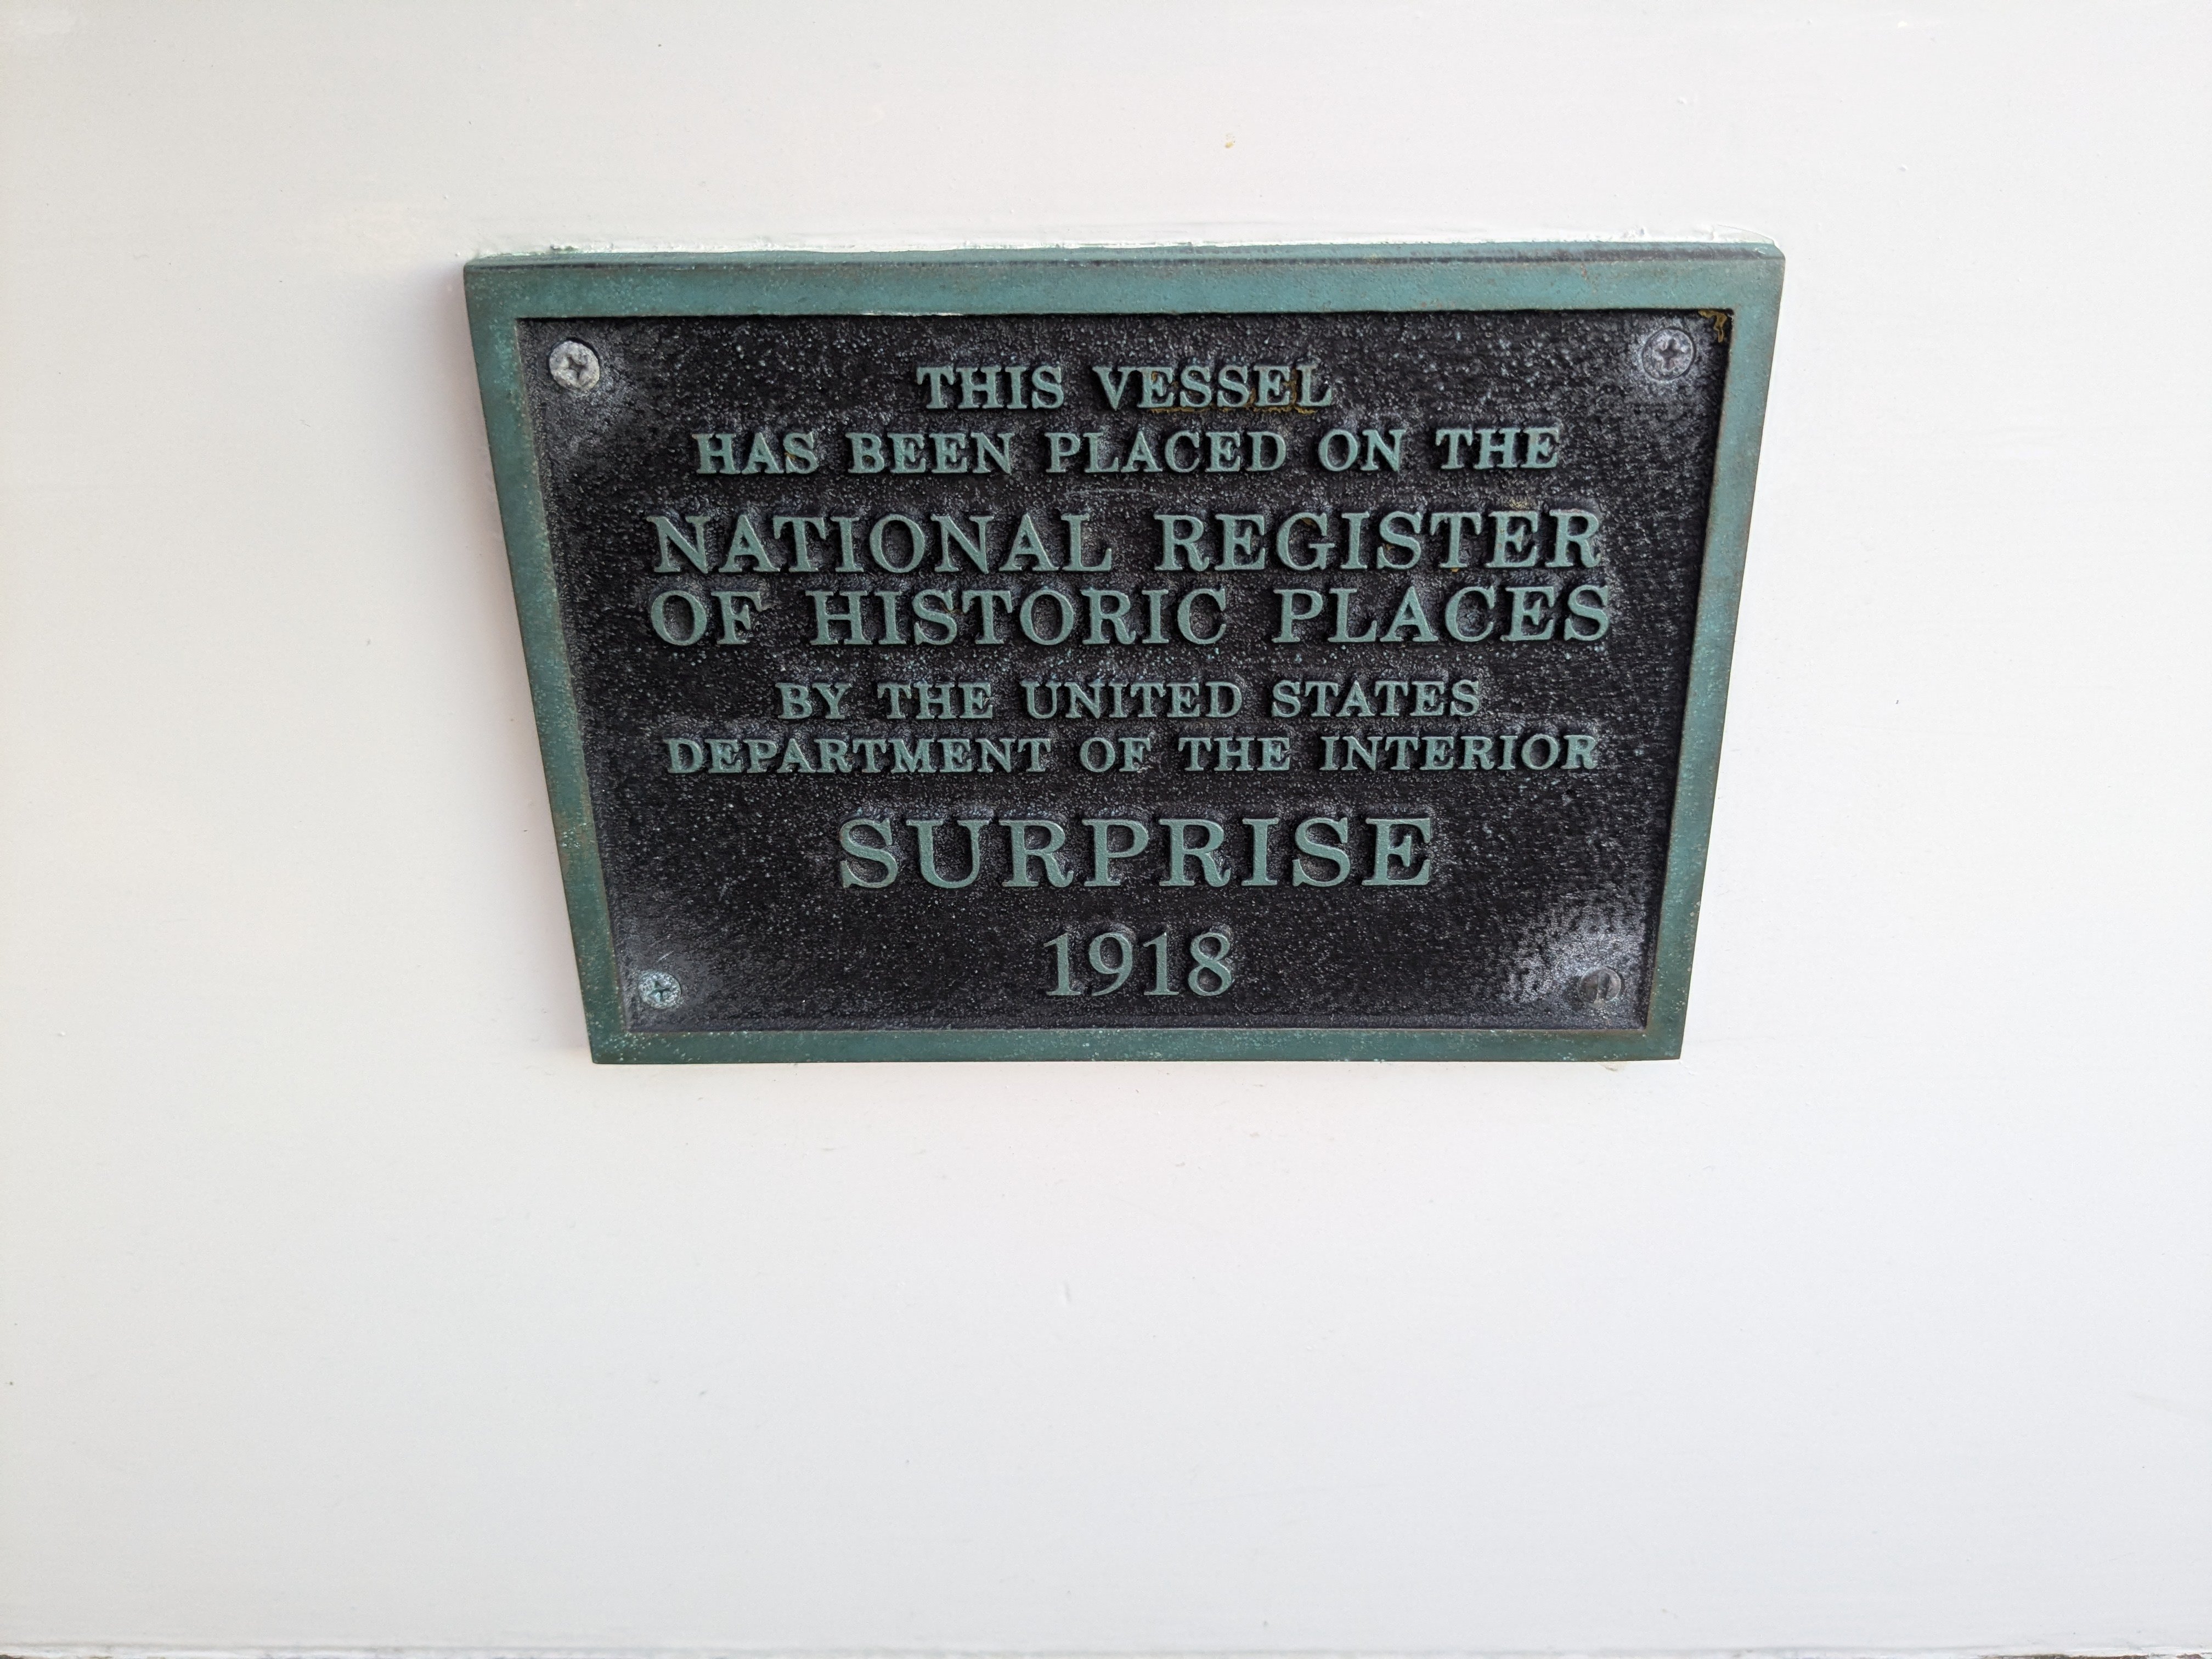 THIS VESSEL
HAS BEEN PLACED ON THE
NATIONAL REGISTER
OF HISTORIC PLACES
BY THE UNITED STATES
DEPARTMENT OF THE INTERIOR
SURPRISE
1918